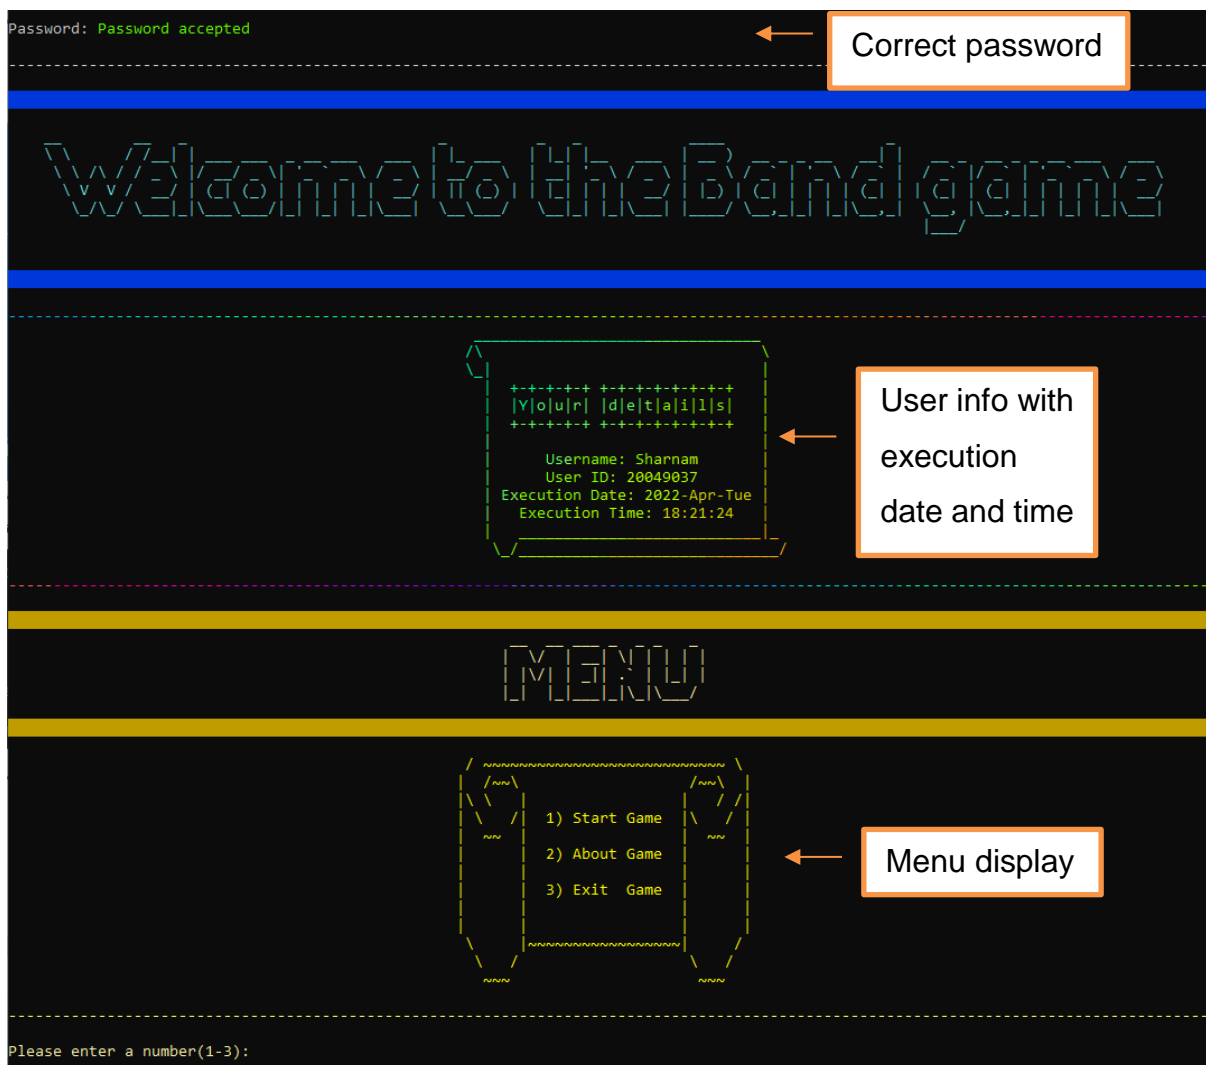 Password: Password accepted
Correct password
Welcome to the Band game
Your details
Username: Sharnam
User ID: 20049037
Execution Date: 2022-Apr-Tue
Execution Time: 18:21:24
User info with
execution
date and time
MENU
1) Start Game
2) About Game
3) Exit Game
Menu display
Please enter a number(1-3):